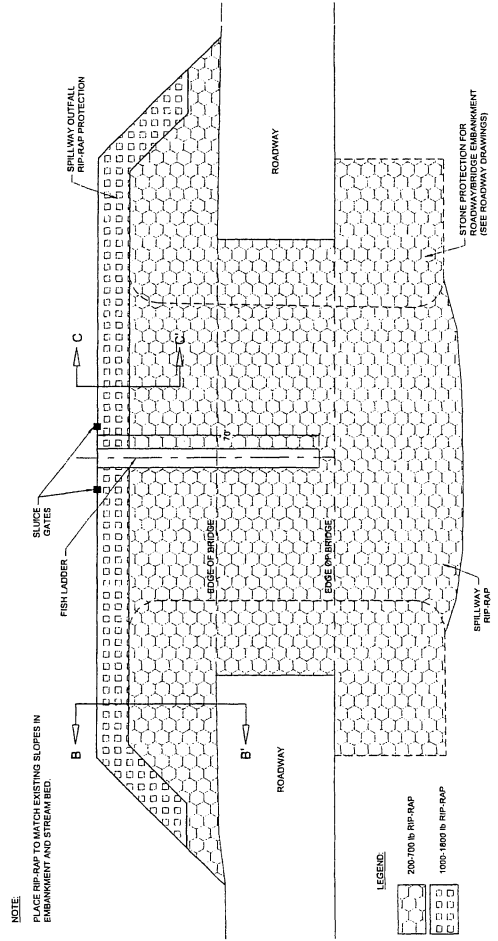 NOTE:
PLACE RIP-RAP TO MATCH EXISTING SLOPES IN
EMBANKMENT AND STREAM BED.
SLUICE
GATES
FISH LADDER
SPILLWAY OUTFALL
RIP-RAP PROTECTION
B
C
C'
B'
70'
EDGE OF BRIDGE
EDGE OF BRIDGE
ROADWAY
ROADWAY
SPILLWAY
RIP-RAP
STONE PROTECTION FOR
ROADWAY/BRIDGE EMBANKMENT
(SEE ROADWAY DRAWINGS)
LEGEND:
200-700 lb RIP-RAP
1000-1800 lb RIP-RAP